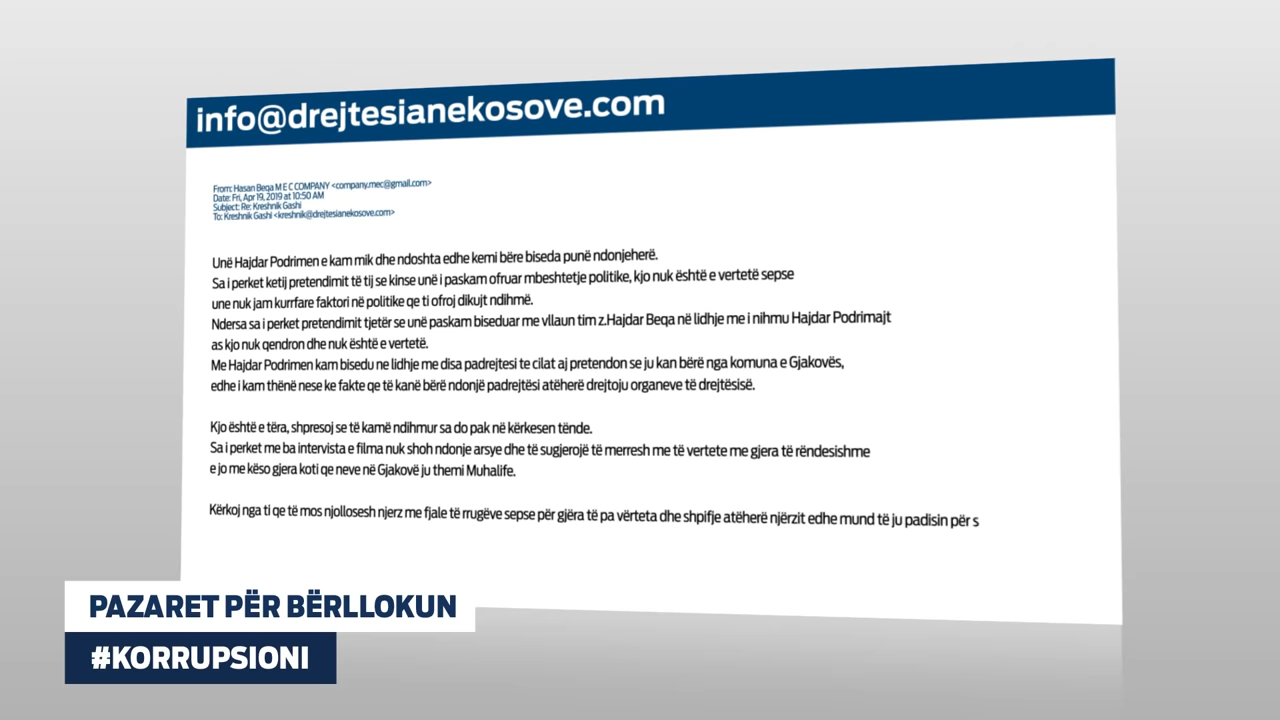 info@drejtesianekosove.com
From: Hasan Beqa M E C COMPANY <company.mec@gmail.com>
Date: Fri, Apr 19, 2019 at 10:50 AM
Subject: Re: Kreshnik Gashi
To: Kreshnik Gashi <kreshnik@drejtesianekosove.com>
Unë Hajdar Podrimen e kam mik dhe ndoshta edhe kemi bëre biseda punë ndonjeherë.
Sa i perket ketij pretendimit të tij se kinse unë i paskam ofruar mbeshtetje politike, kjo nuk është e vertetë sepse
une nuk jam kurrfare faktori në politike qe ti ofroj dikujt ndihmë.
Ndersa sa i perket pretendimit tjetër se unë paskam biseduar me vllaun tim z.Hajdar Beqa në lidhje me i nihmu Hajdar Podrimajt
as kjo nuk qendron dhe nuk është e vertetë.
Me Hajdar Podrimen kam bisedu ne lidhje me disa padrejtesi te cilat aj pretendon se ju kan bërë nga komuna e Gjakovës,
edhe i kam thënë nese ke fakte qe të kanë bërë ndonjë padrejtësi atëherë drejtoju organeve të drejtësisë.
Kjo është e tëra, shpresoj se të kamë ndihmur sa do pak në kërkesen tënde.
Sa i perket me ba intervista e filma nuk shoh ndonje arsye dhe të sugjerojë të merresh me të vertete me gjera të rëndesishme
e jo me këso gjera koti qe neve në Gjakovë ju themi Muhalife.
Kërkoj nga ti qe të mos njollosesh njerz me fjale të rrugëve sepse për gjëra të pa vërteta dhe shpifje atëherë njërzit edhe mund të ju padisin për s
PAZARET PËR BËRLLOKUN
#KORRUPSIONI